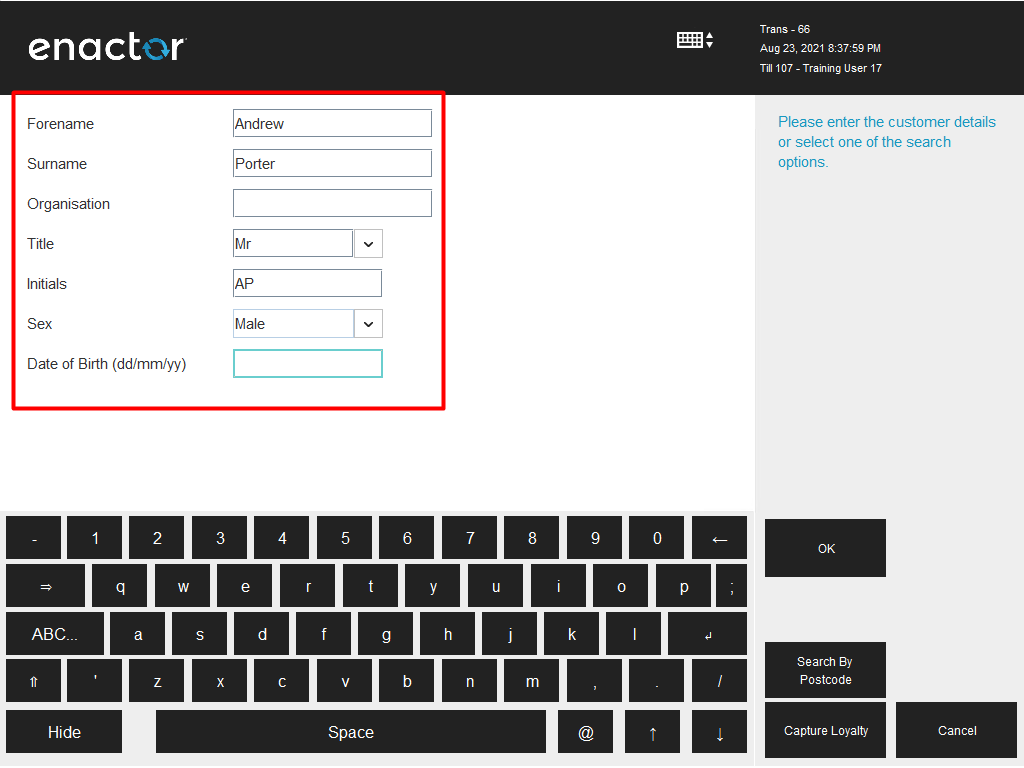 enactor
Trans - 66
Aug 23, 2021 8:37:59 PM
Till 107 - Training User 17
Forename Andrew
Surname Porter
Organisation
Title Mr
Initials AP
Sex Male
Date of Birth (dd/mm/yy)
Please enter the customer details
or select one of the search
options.
- 1 2 3 4 5 6 7 8 9 0 ←
⇒ q w e r t y u i o p ;
ABC... a s d f g h j k l ↲
⇑ ' z x c v b n m , . /
Hide Space @ ↑ ↓
OK
Search By
Postcode
Capture Loyalty
Cancel